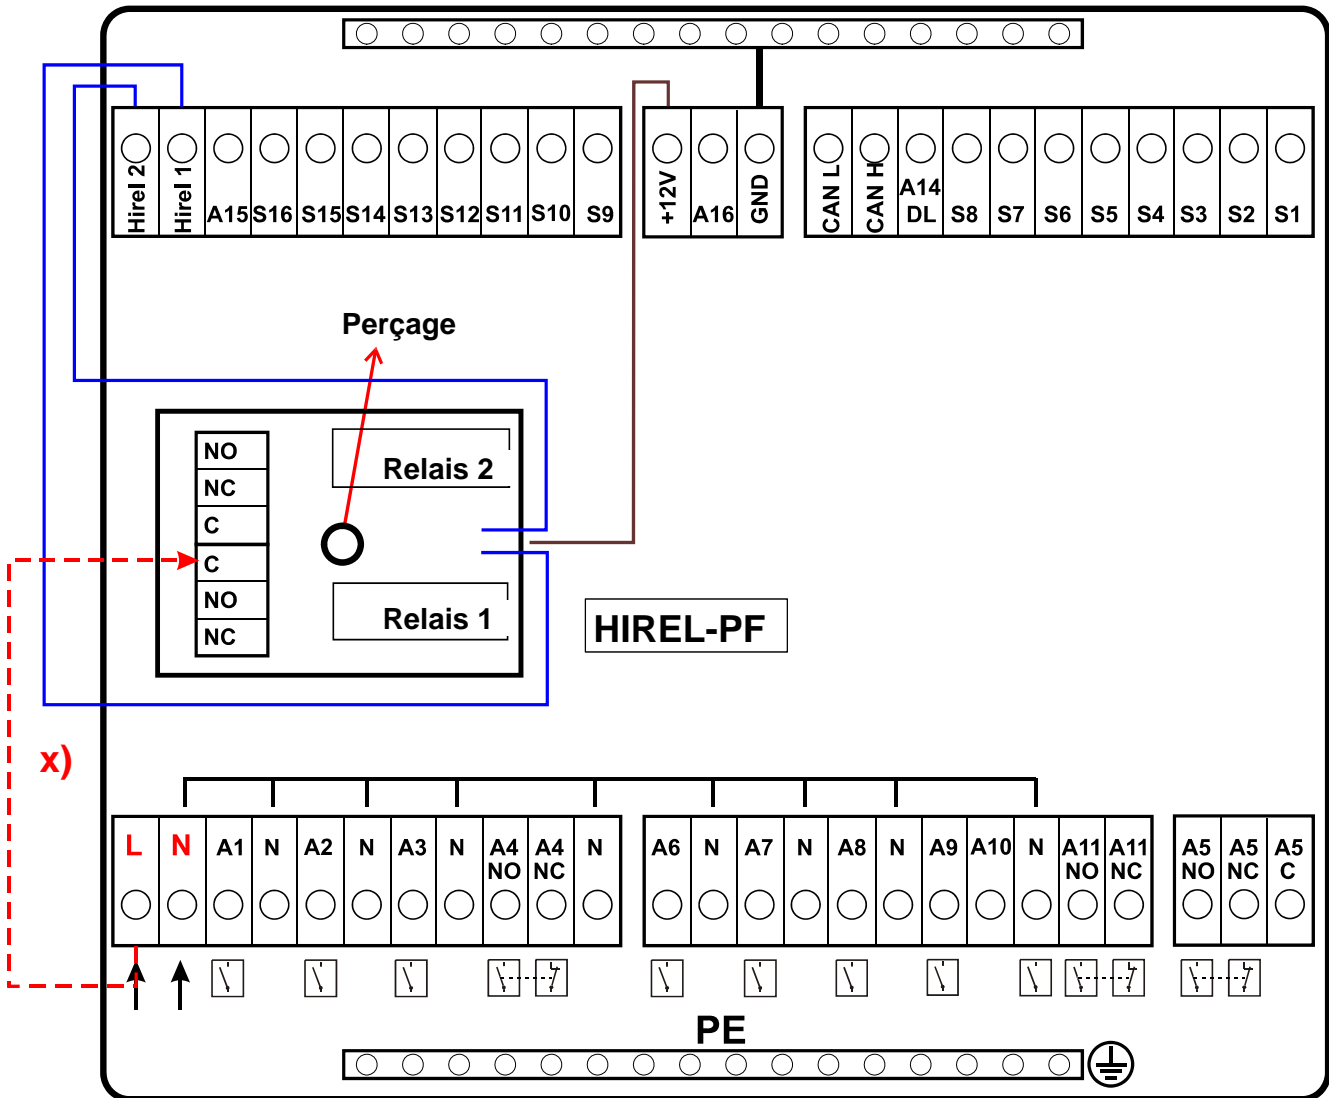 Hirel 2 Hirel 1 A15 S16 S15 S14 S13 S12 S11 S10 S9
+12V A16 GND
CAN L CAN H A14 DL S8 S7 S6 S5 S4 S3 S2 S1
Perçage
NO
NC
C
C
NO
NC
Relais 2
Relais 1
HIREL-PF
x)
L N A1 N A2 N A3 N A4 NO A4 NC N
A6 N A7 N A8 N A9 A10 N A11 NO A11 NC
A5 NO A5 NC A5 C
PE